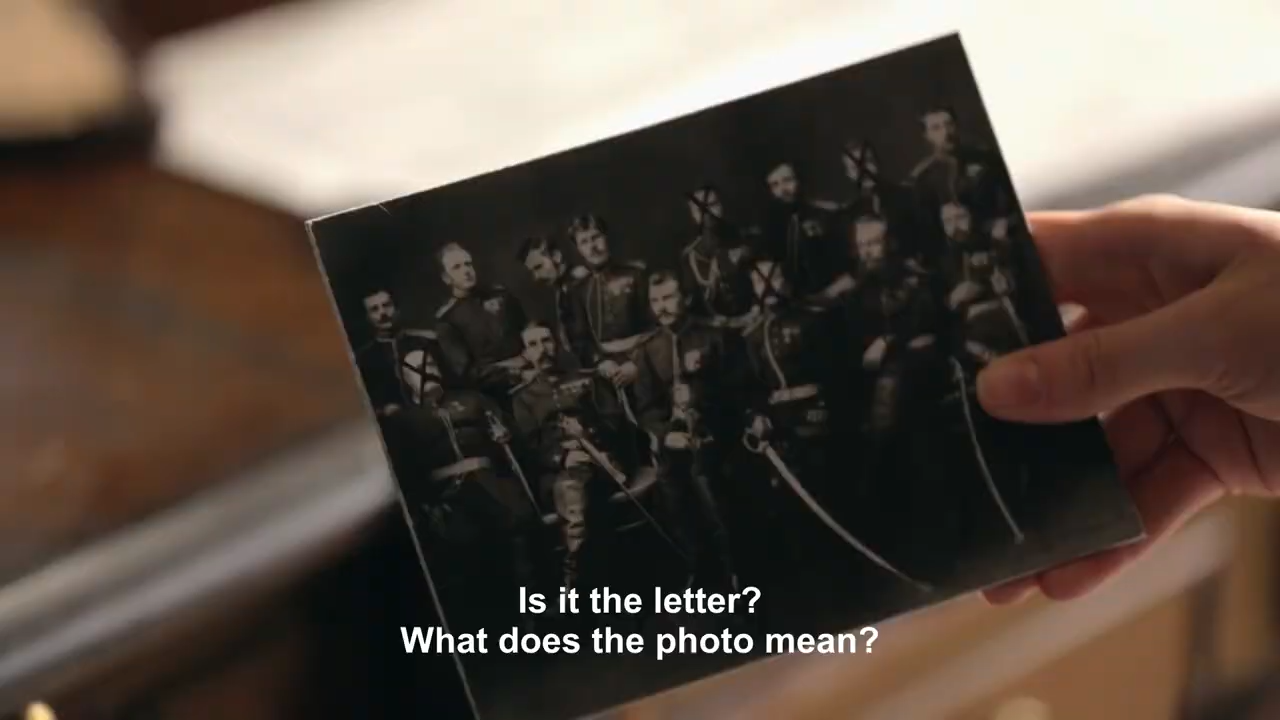 Is it the letter?
What does the photo mean?